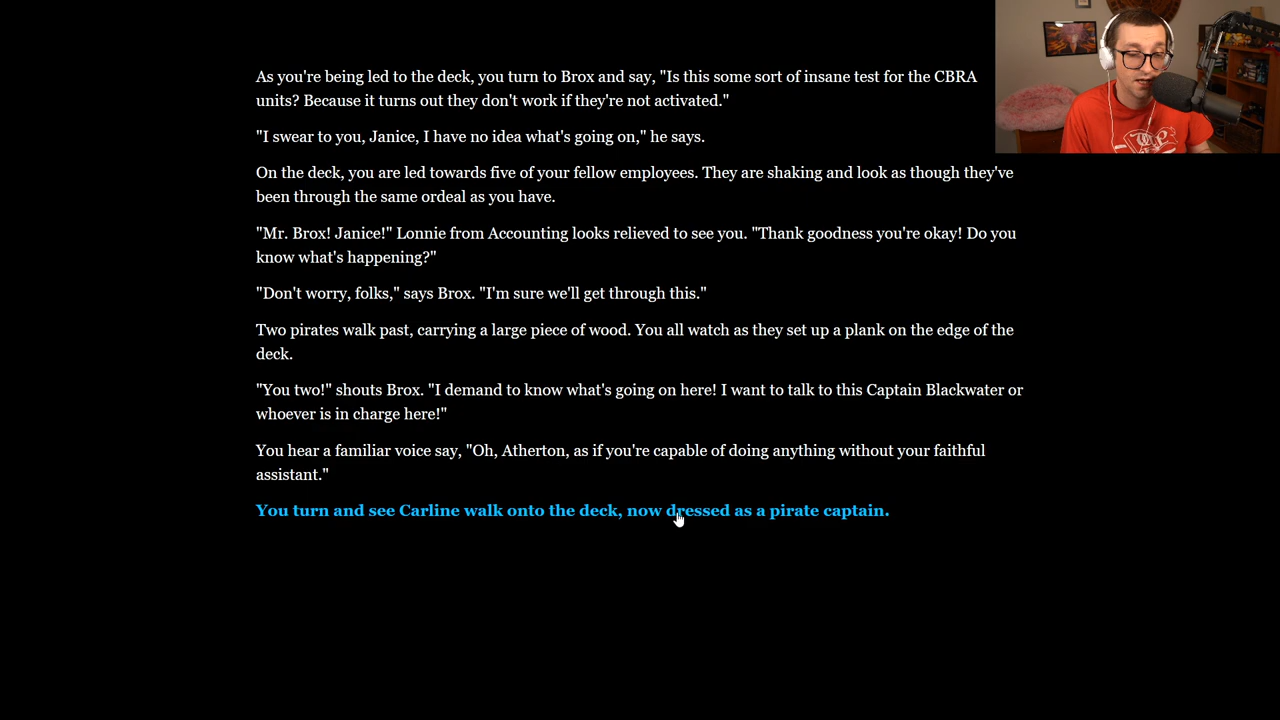 As you're being led to the deck, you turn to Brox and say, "Is this some sort of insane test for the CBRA
units? Because it turns out they don't work if they're not activated."
"I swear to you, Janice, I have no idea what's going on," he says.
On the deck, you are led towards five of your fellow employees. They are shaking and look as though they've
been through the same ordeal as you have.
"Mr. Brox! Janice!" Lonnie from Accounting looks relieved to see you. "Thank goodness you're okay! Do you
know what's happening?"
"Don't worry, folks," says Brox. "I'm sure we'll get through this."
Two pirates walk past, carrying a large piece of wood. You all watch as they set up a plank on the edge of the
deck.
"You two!" shouts Brox. "I demand to know what's going on here! I want to talk to this Captain Blackwater or
whoever is in charge here!"
You hear a familiar voice say, "Oh, Atherton, as if you're capable of doing anything without your faithful
assistant."
You turn and see Carline walk onto the deck, now dressed as a pirate captain.